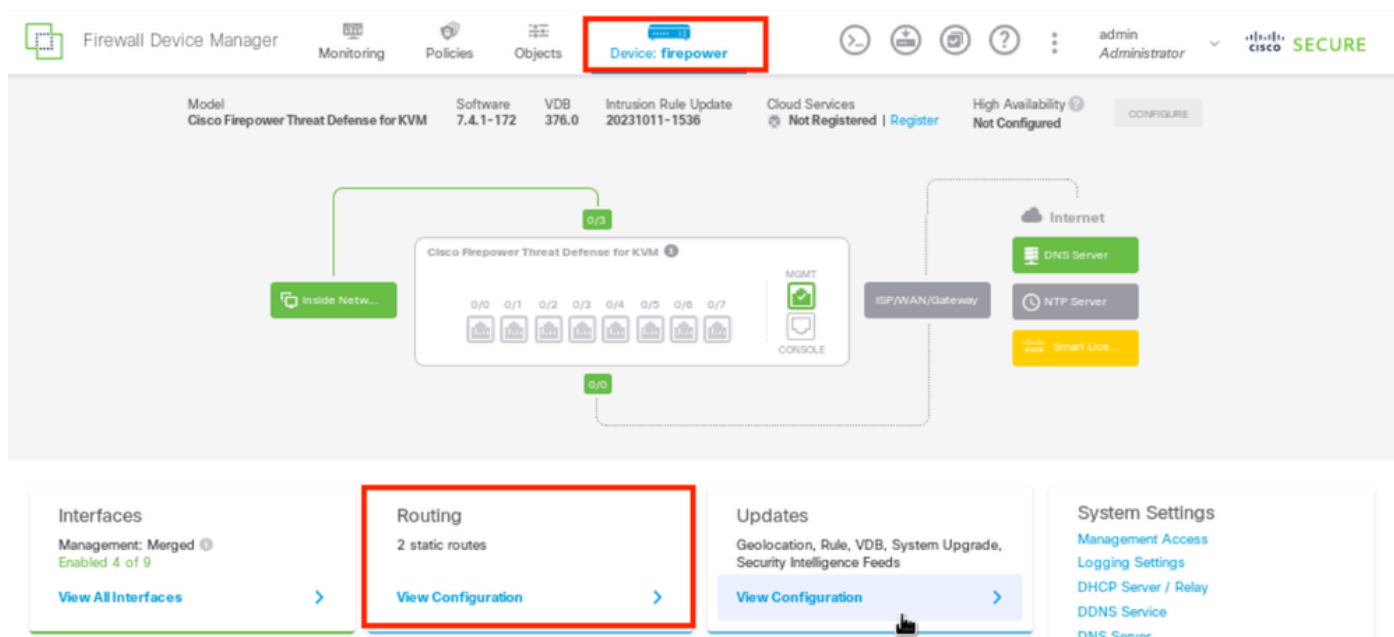 Firewall Device Manager
Monitoring
Policies
Objects
Device: firepower
admin
Administrator
CISCO SECURE
Model
Cisco Firepower Threat Defense for KVM
Software
7.4.1-172
VDB
376.0
Intrusion Rule Update
20231011-1536
Cloud Services
Not Registered | Register
High Availability
Not Configured
CONFIGURE
0/3
Internet
Cisco Firepower Threat Defense for KVM
DNS Server
MGMT
Inside Netw...
0/0 0/1 0/2 0/3 0/4 0/5 0/6 0/7
ISP/WAN/Gateway
NTP Server
CONSOLE
Smart Lice...
0/0
Interfaces
Management: Merged
Enabled 4 of 9
View All Interfaces
Routing
2 static routes
View Configuration
Updates
Geolocation, Rule, VDB, System Upgrade,
Security Intelligence Feeds
View Configuration
System Settings
Management Access
Logging Settings
DHCP Server / Relay
DDNS Service
DNS Server